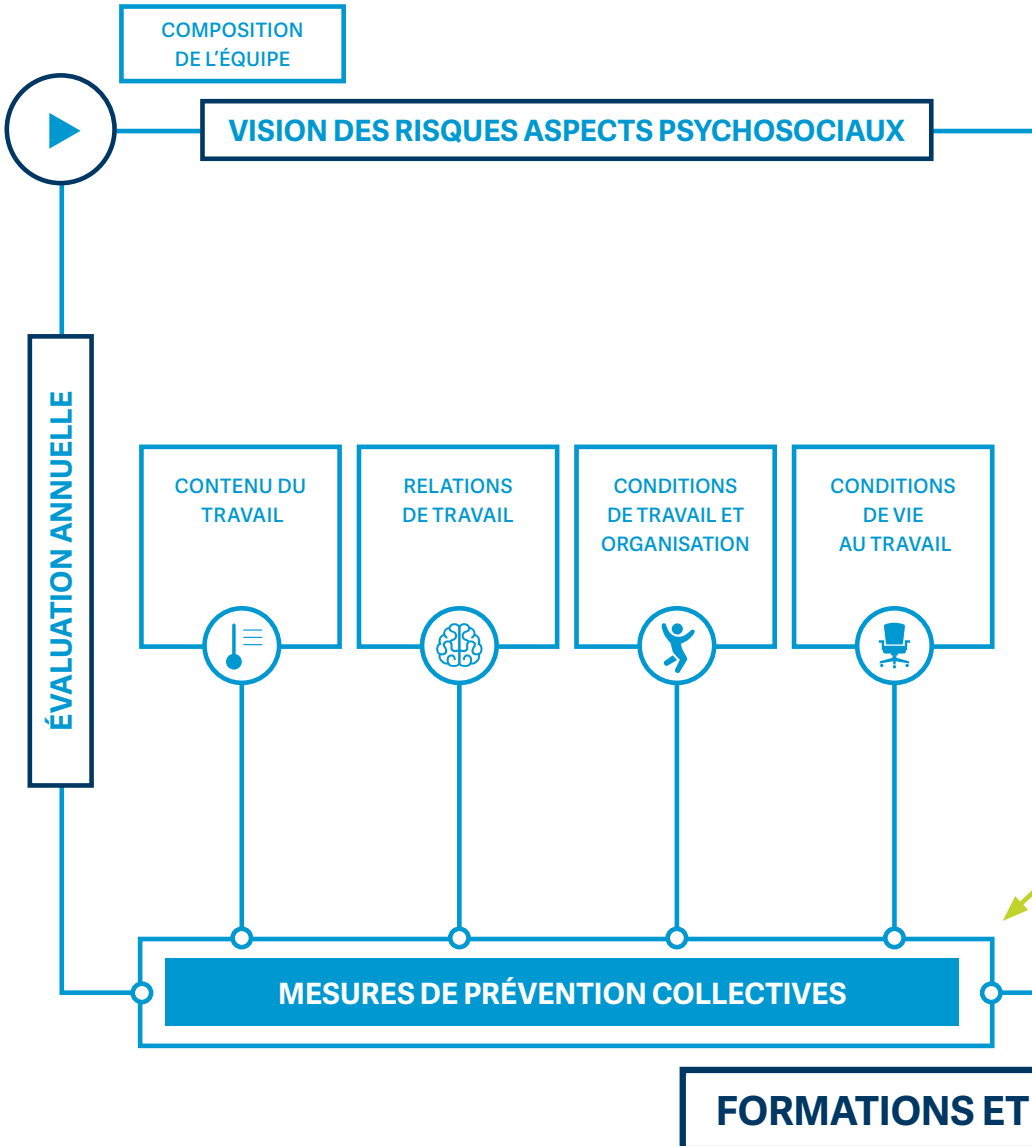 COMPOSITION
DE L'ÉQUIPE
VISION DES RISQUES ASPECTS PSYCHOSOCIAUX
ÉVALUATION ANNUELLE
CONTENU DU
TRAVAIL
RELATIONS
DE TRAVAIL
CONDITIONS
DE TRAVAIL ET
ORGANISATION
CONDITIONS
DE VIE
AU TRAVAIL
MESURES DE PRÉVENTION COLLECTIVES
FORMATIONS ET